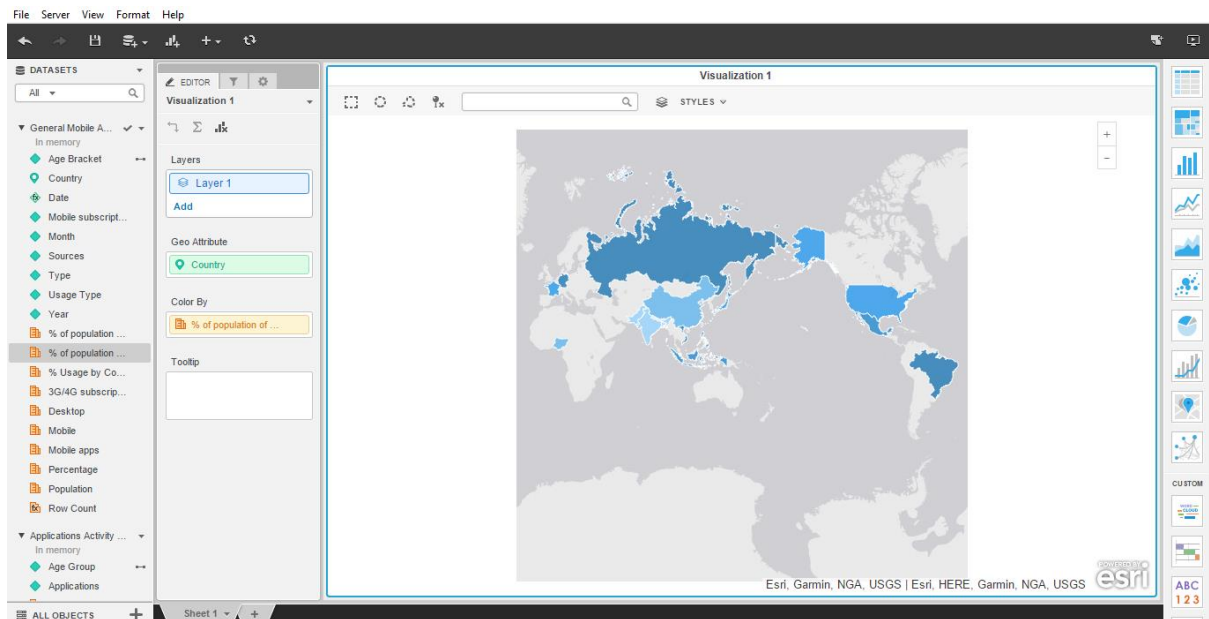 File Server View Format Help
DATASETS
All
General Mobile A...
In memory
Age Bracket
Country
Date
Mobile subscript...
Month
Sources
Type
Usage Type
Year
% of population ...
% of population ...
% Usage by Co...
3G/4G subscrip...
Desktop
Mobile
Mobile apps
Percentage
Population
Row Count
Applications Activity ...
In memory
Age Group
Applications
ALL OBJECTS
EDITOR
Visualization 1
Layers
Layer 1
Add
Geo Attribute
Country
Color By
% of population of ...
Tooltip
Visualization 1
STYLES
Esri, Garmin, NGA, USGS | Esri, HERE, Garmin, NGA, USGS
POWERED BY
esri
Sheet 1
CUSTOM
ABC
123